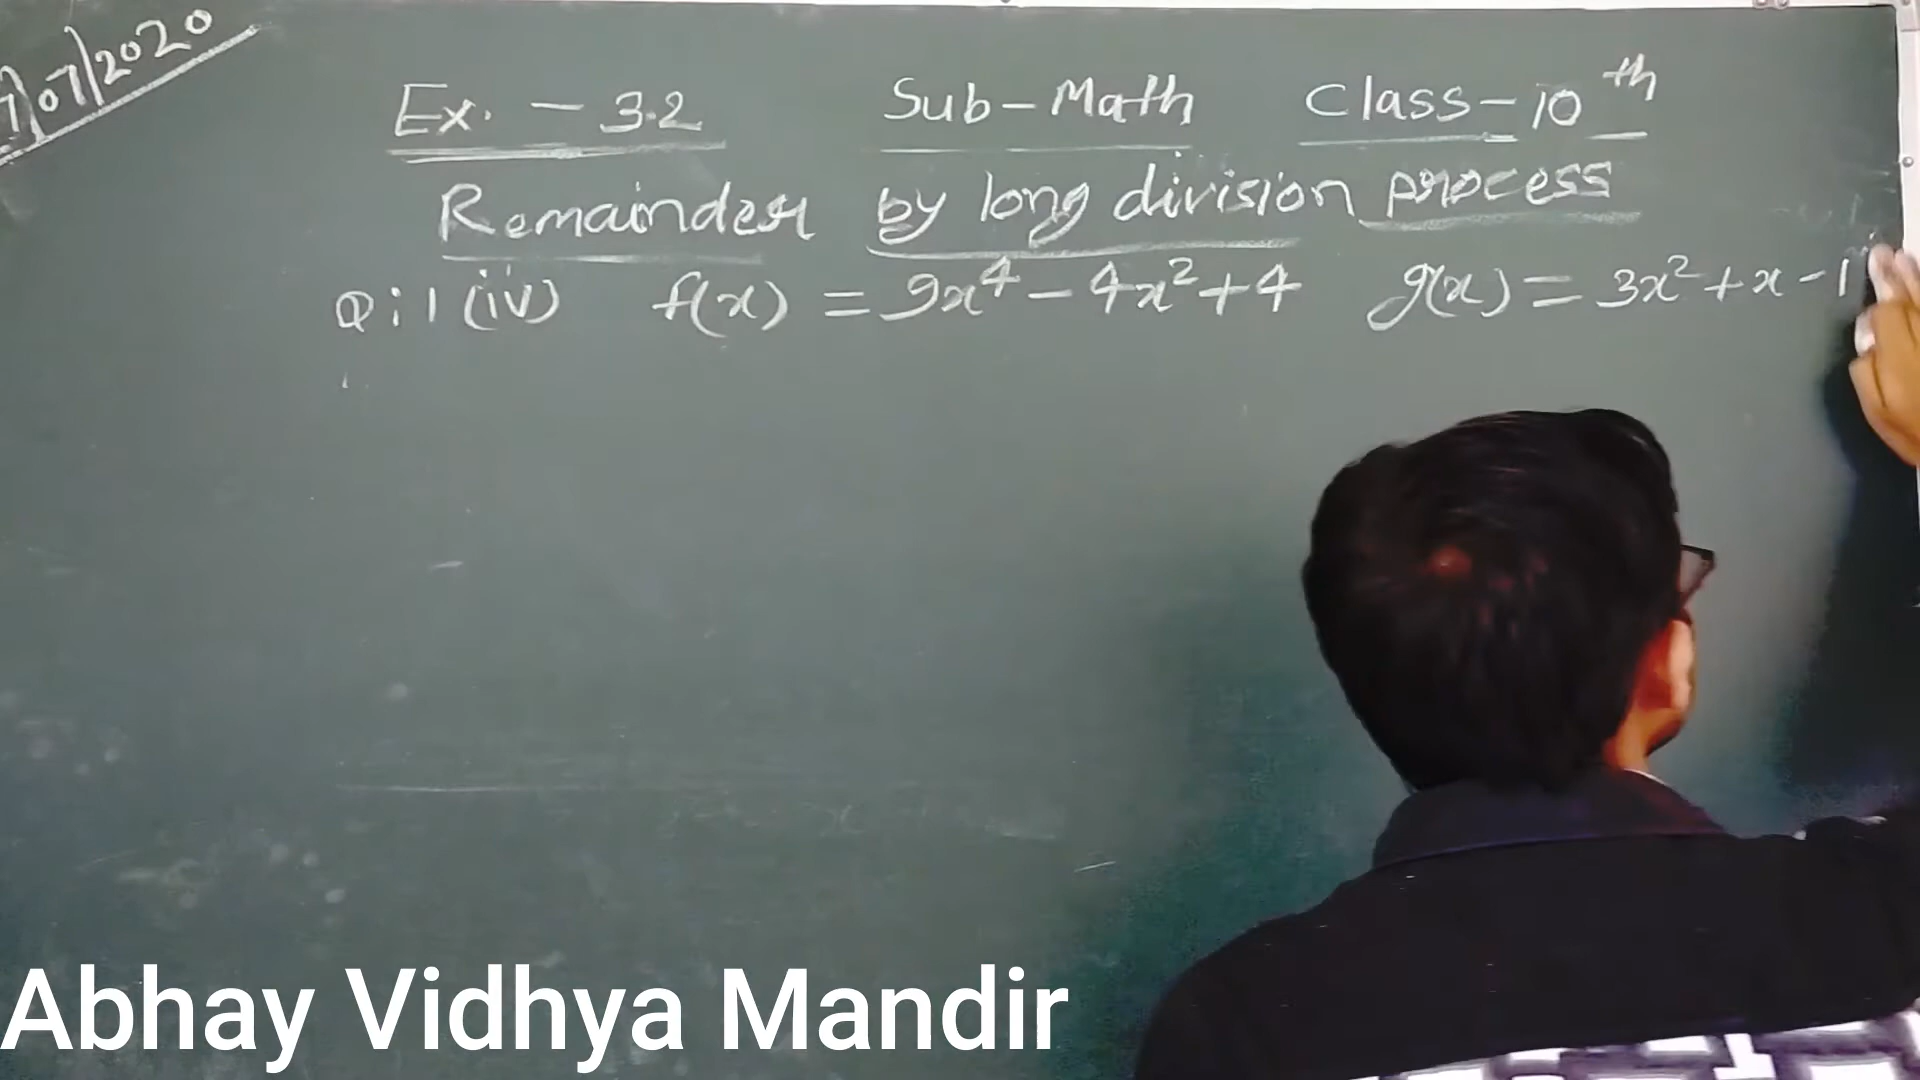 07/2020
Ex. - 3.2 Sub-Math Class-10th
Remainder by long division process
Q:1 (iv) f(x) = 9x⁴-4x²+4 g(x) = 3x²+x-1
Abhay Vidhya Mandir